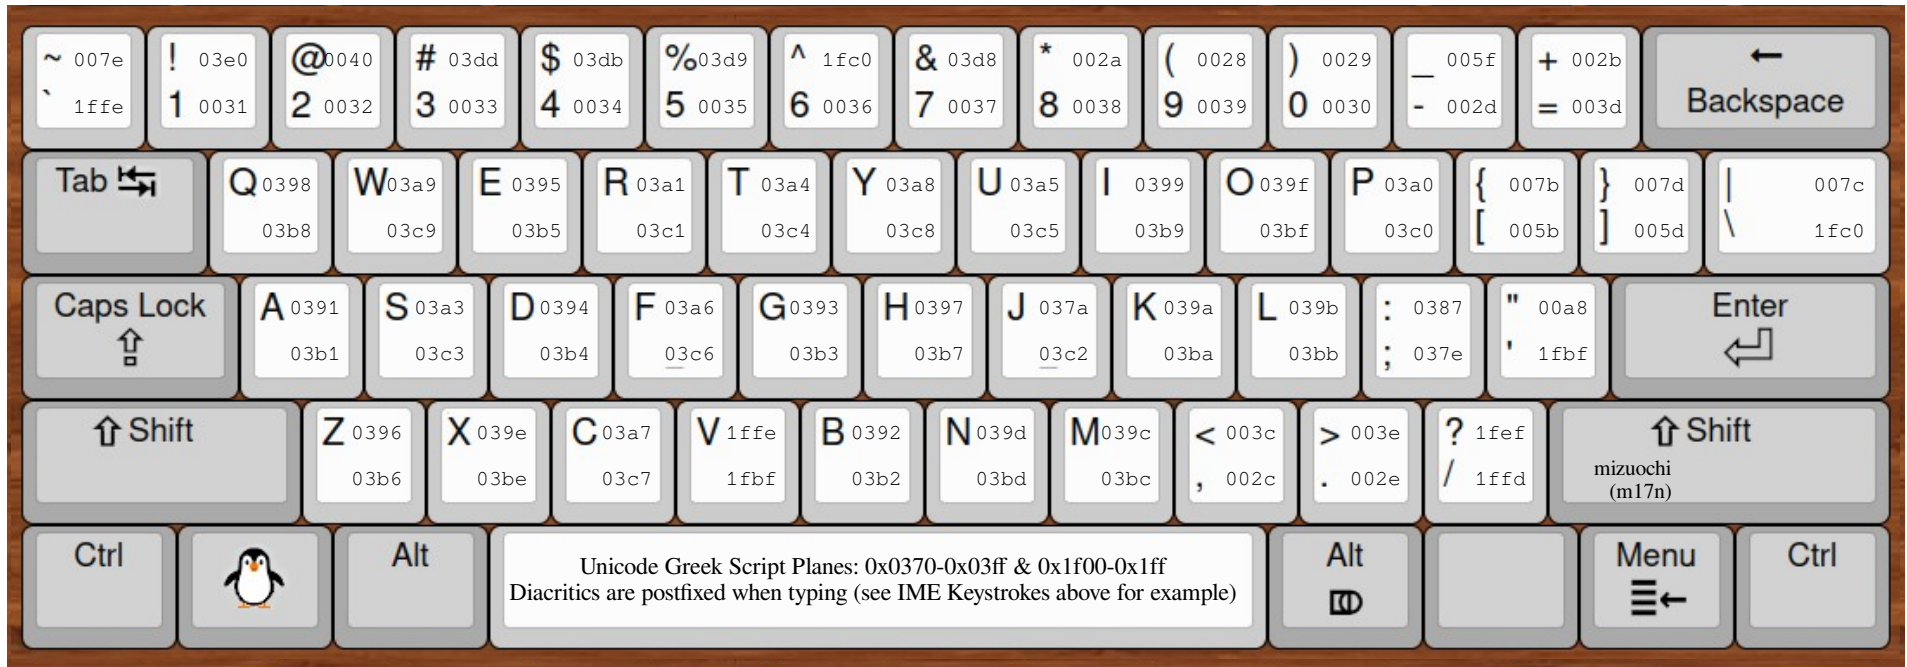 ~ 007e ! 03e0 @ 0040 # 03dd $ 03db % 03d9 ^ 1fc0 & 03d8 * 002a ( 0028 ) 0029 _ 005f + 002b ←
` 1ffe 1 0031 2 0032 3 0033 4 0034 5 0035 6 0036 7 0037 8 0038 9 0039 0 0030 - 002d = 003d Backspace
Tab Q 0398 W 03a9 E 0395 R 03a1 T 03a4 Y 03a8 U 03a5 I 0399 O 039f P 03a0 { 007b } 007d | 007c
03b8 03c9 03b5 03c1 03c4 03c8 03c5 03b9 03bf 03c0 [ 005b ] 005d \ 1fc0
Caps Lock A 0391 S 03a3 D 0394 F 03a6 G 0393 H 0397 J 037a K 039a L 039b : 0387 " 00a8 Enter
03b1 03c3 03b4 03c6 03b3 03b7 03c2 03ba 03bb ; 037e ' 1fbf
Shift Z 0396 X 039e C 03a7 V 1ffe B 0392 N 039d M 039c < 003c > 003e ? 1fef Shift
03b6 03be 03c7 1fbf 03b2 03bd 03bc , 002c . 002e / 1ffd mizuochi
(m17n)
Ctrl Alt Unicode Greek Script Planes: 0x0370-0x03ff & 0x1f00-0x1ff Alt Menu Ctrl
Diacritics are postfixed when typing (see IME Keystrokes above for example)